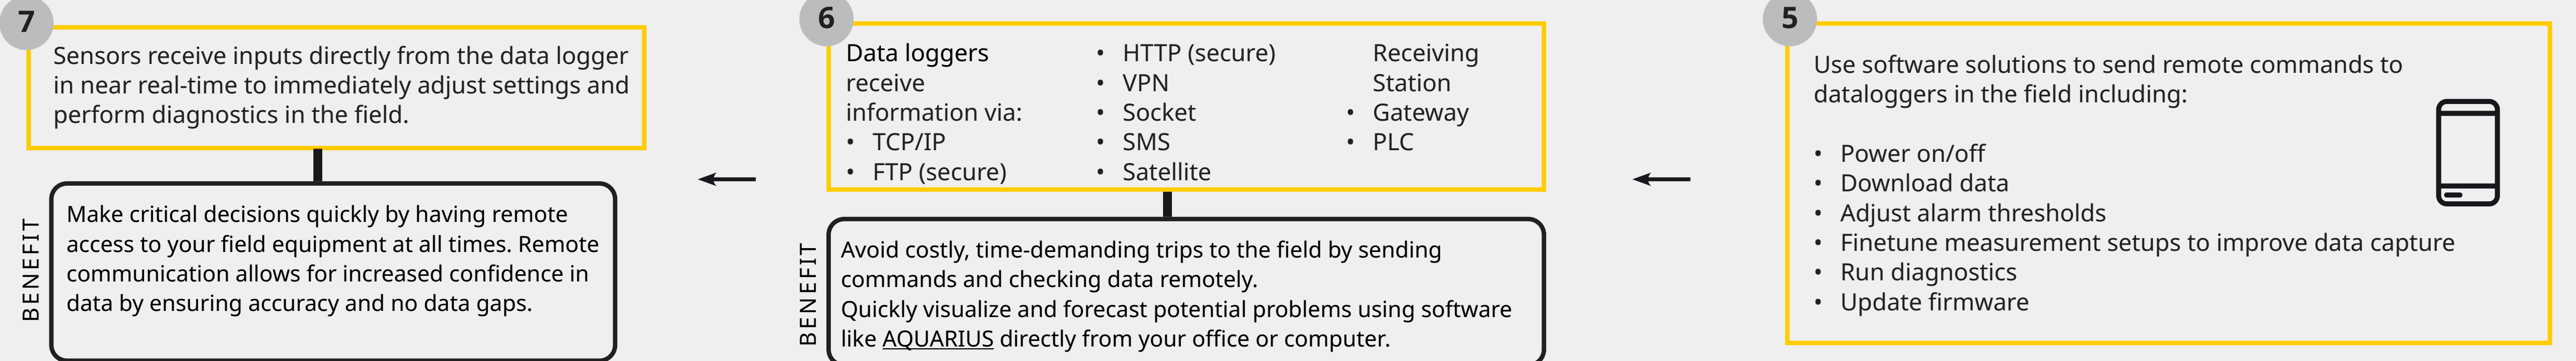 7
Sensors receive inputs directly from the data logger
in near real-time to immediately adjust settings and
perform diagnostics in the field.
BENEFIT
Make critical decisions quickly by having remote
access to your field equipment at all times. Remote
communication allows for increased confidence in
data by ensuring accuracy and no data gaps.
6
Data loggers
receive
information via:
• TCP/IP
• FTP (secure)
• HTTP (secure)
• VPN
• Socket
• SMS
• Satellite
Receiving
Station
• Gateway
• PLC
BENEFIT
Avoid costly, time-demanding trips to the field by sending
commands and checking data remotely.
Quickly visualize and forecast potential problems using software
like AQUARIUS directly from your office or computer.
5
Use software solutions to send remote commands to
dataloggers in the field including:
• Power on/off
• Download data
• Adjust alarm thresholds
• Finetune measurement setups to improve data capture
• Run diagnostics
• Update firmware